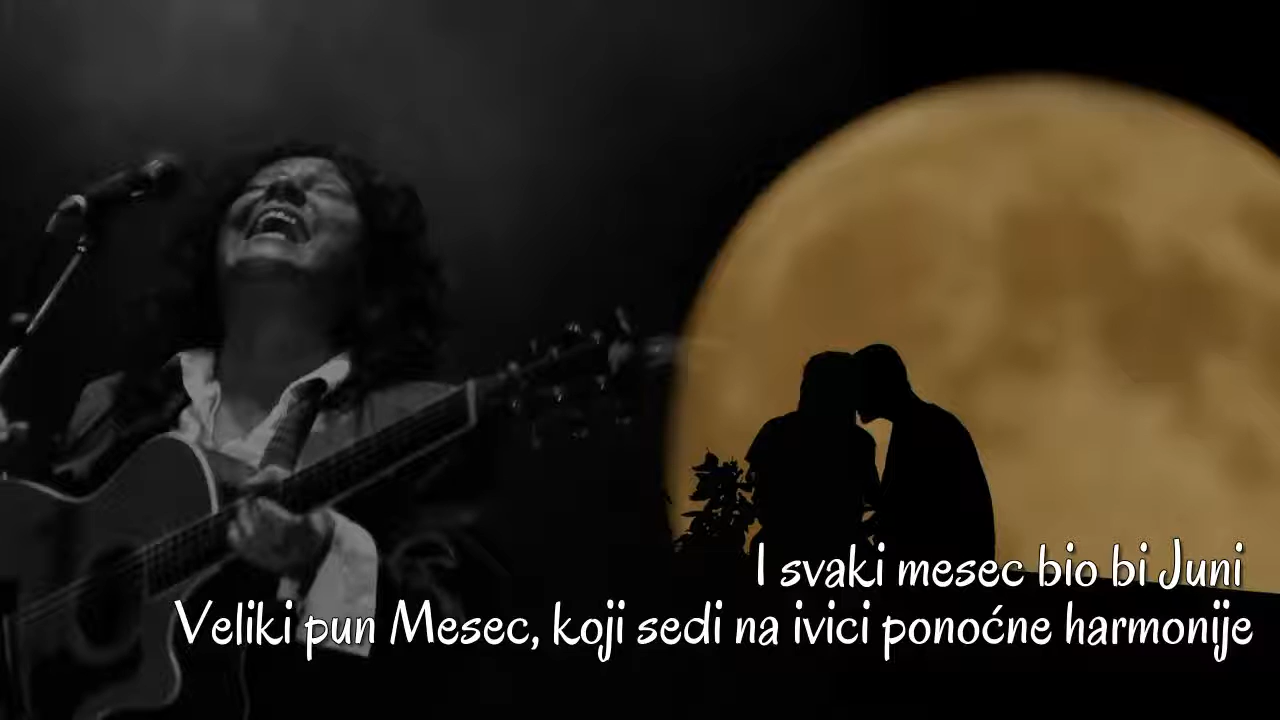 I svaki mesec bio bi Juni
Veliki pun Mesec, koji sedi na ivici ponoćne harmonije